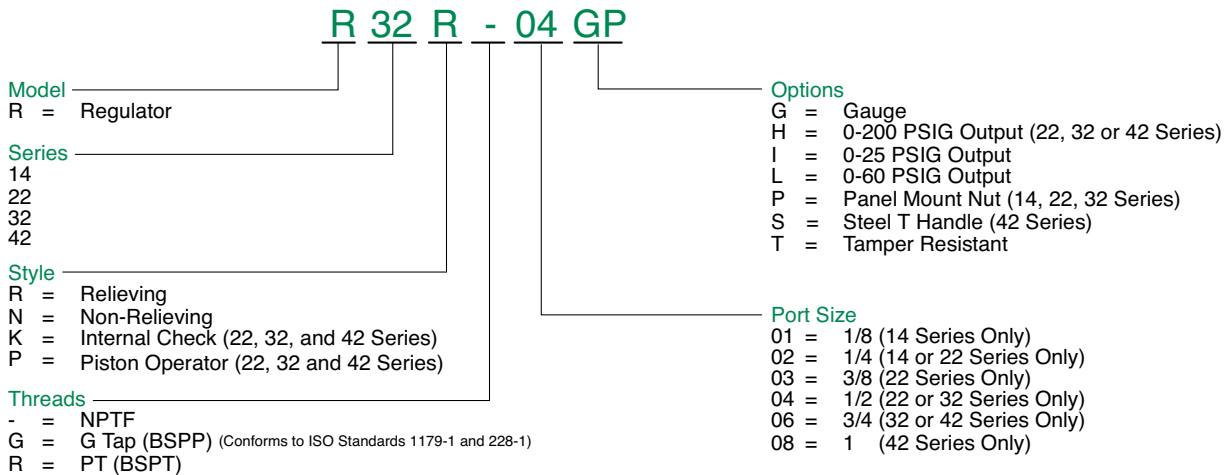 R 32 R - 04 GP
Model
R = Regulator
Series
14
22
32
42
Style
R = Relieving
N = Non-Relieving
K = Internal Check (22, 32, and 42 Series)
P = Piston Operator (22, 32 and 42 Series)
Threads
- = NPTF
G = G Tap (BSPP) (Conforms to ISO Standards 1179-1 and 228-1)
R = PT (BSPT)
Options
G = Gauge
H = 0-200 PSIG Output (22, 32 or 42 Series)
I = 0-25 PSIG Output
L = 0-60 PSIG Output
P = Panel Mount Nut (14, 22, 32 Series)
S = Steel T Handle (42 Series)
T = Tamper Resistant
Port Size
01 = 1/8 (14 Series Only)
02 = 1/4 (14 or 22 Series Only)
03 = 3/8 (22 Series Only)
04 = 1/2 (22 or 32 Series Only)
06 = 3/4 (32 or 42 Series Only)
08 = 1 (42 Series Only)